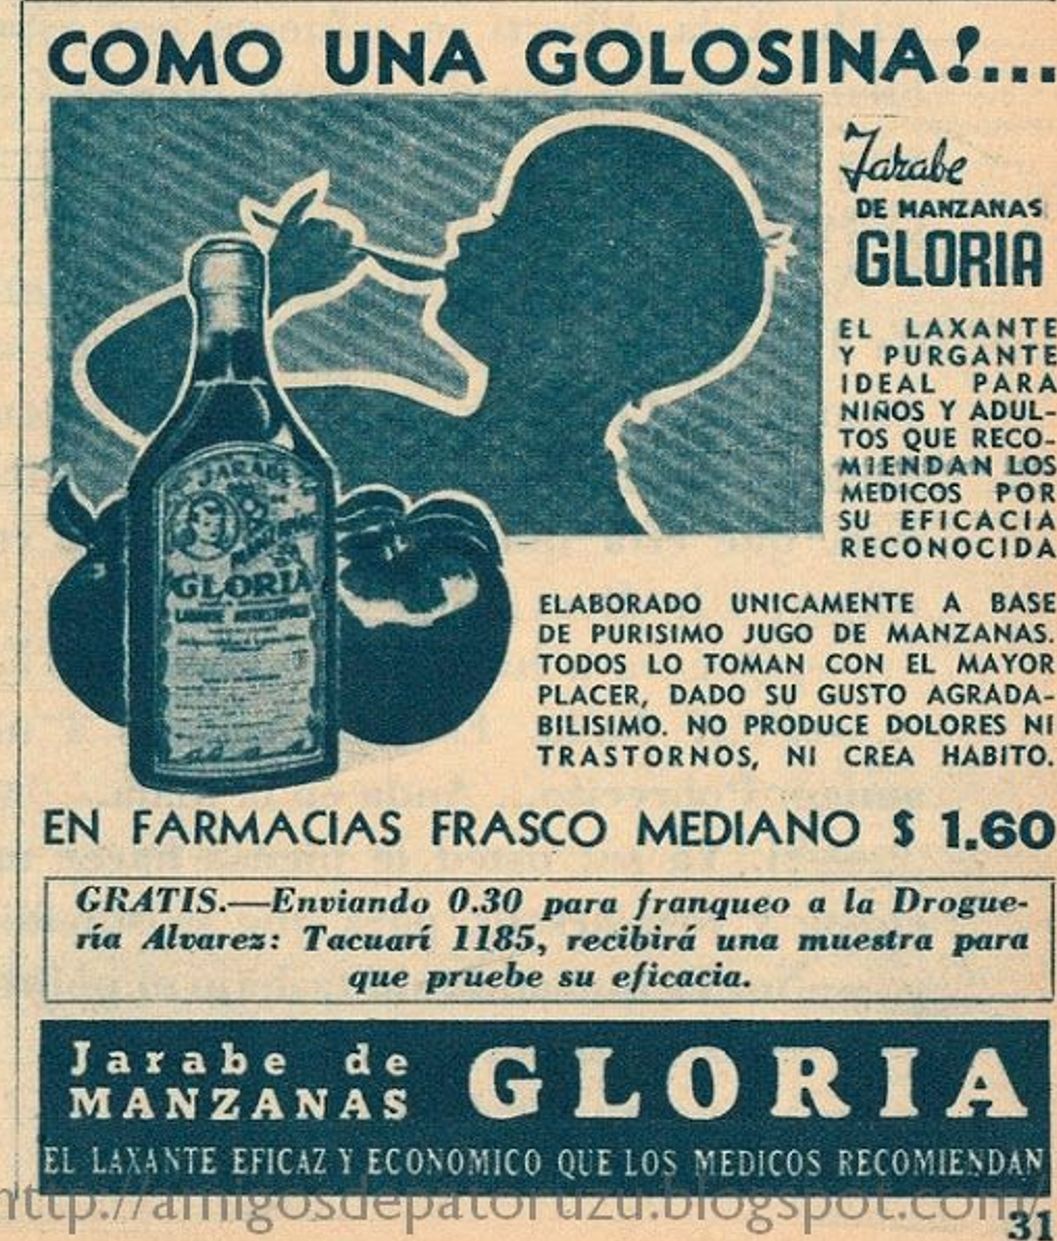 COMO UNA GOLOSINA!...
Jarabe
DE MANZANAS
GLORIA
EL LAXANTE
Y PURGANTE
IDEAL PARA
NIÑOS Y ADUL-
TOS QUE RECO-
MIENDAN LOS
MEDICOS POR
SU EFICACIA
RECONOCIDA
JARABE
DE
MANZANAS
GLORIA
ELABORADO UNICAMENTE A BASE
DE PURISIMO JUGO DE MANZANAS.
TODOS LO TOMAN CON EL MAYOR
PLACER, DADO SU GUSTO AGRADA-
BILISIMO. NO PRODUCE DOLORES NI
TRASTORNOS, NI CREA HABITO.
EN FARMACIAS FRASCO MEDIANO $ 1.60
GRATIS.—Enviando 0.30 para franqueo a la Drogue-
ría Alvarez: Tacuarí 1185, recibirá una muestra para
que pruebe su eficacia.
Jarabe de
MANZANAS
GLORIA
EL LAXANTE EFICAZ Y ECONOMICO QUE LOS MEDICOS RECOMIENDAN
http://amigosdepatoruzu.blogspot.com/
31